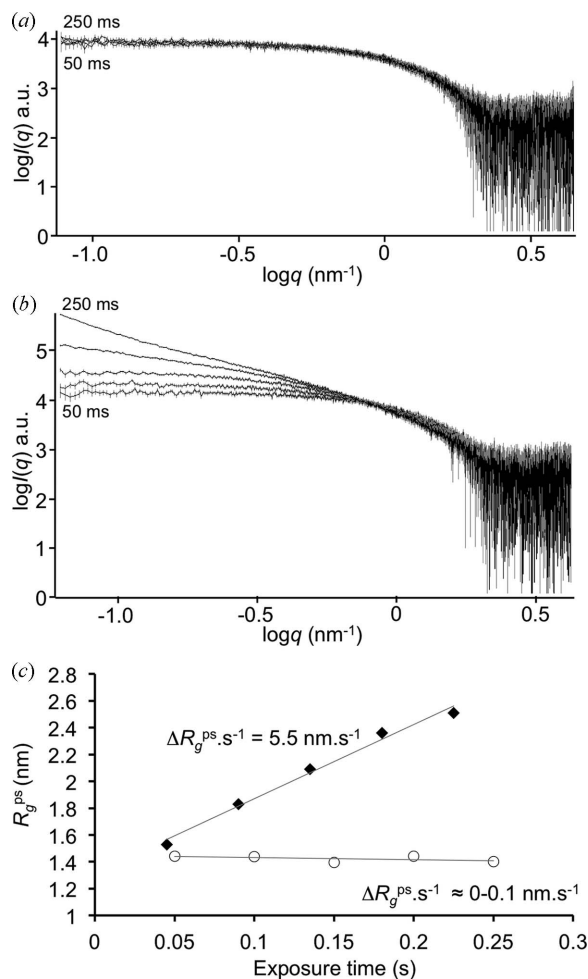 (a)
250 ms
50 ms
4
3
2
1
0
logI(q) a.u.
-1.0
-0.5
0
0.5
logq (nm⁻¹)
(b)
250 ms
50 ms
5
4
3
2
1
0
logI(q) a.u.
-1.0
-0.5
0
0.5
logq (nm⁻¹)
(c)
2.8
2.6
2.4
2.2
2
1.8
1.6
1.4
1.2
1
Rg^ps (nm)
ΔRg^ps.s⁻¹ = 5.5 nm.s⁻¹
ΔRg^ps.s⁻¹ ≈ 0-0.1 nm.s⁻¹
0
0.05
0.10
0.15
0.20
0.25
0.3
Exposure time (s)